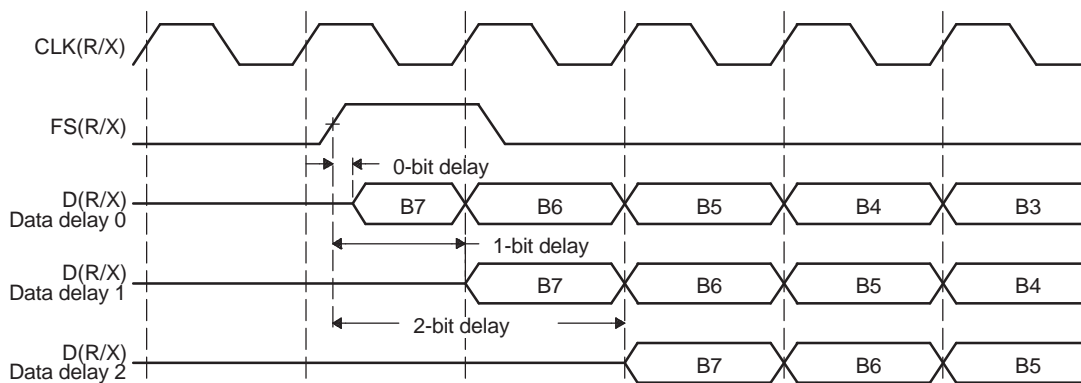 CLK(R/X)
FS(R/X)
0-bit delay
D(R/X)
Data delay 0
B7 B6 B5 B4 B3
1-bit delay
D(R/X)
Data delay 1
B7 B6 B5 B4
2-bit delay
D(R/X)
Data delay 2
B7 B6 B5